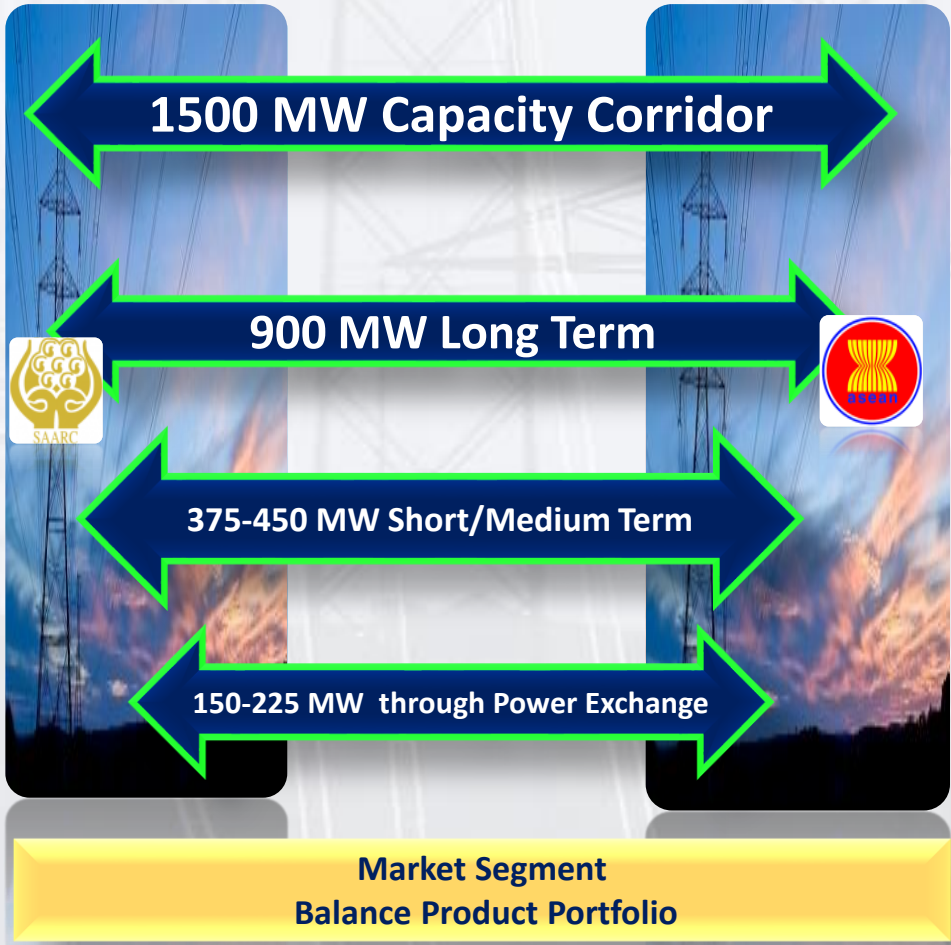 1500 MW Capacity Corridor
900 MW Long Term
SAARC
asean
375-450 MW Short/Medium Term
150-225 MW through Power Exchange
Market Segment
Balance Product Portfolio